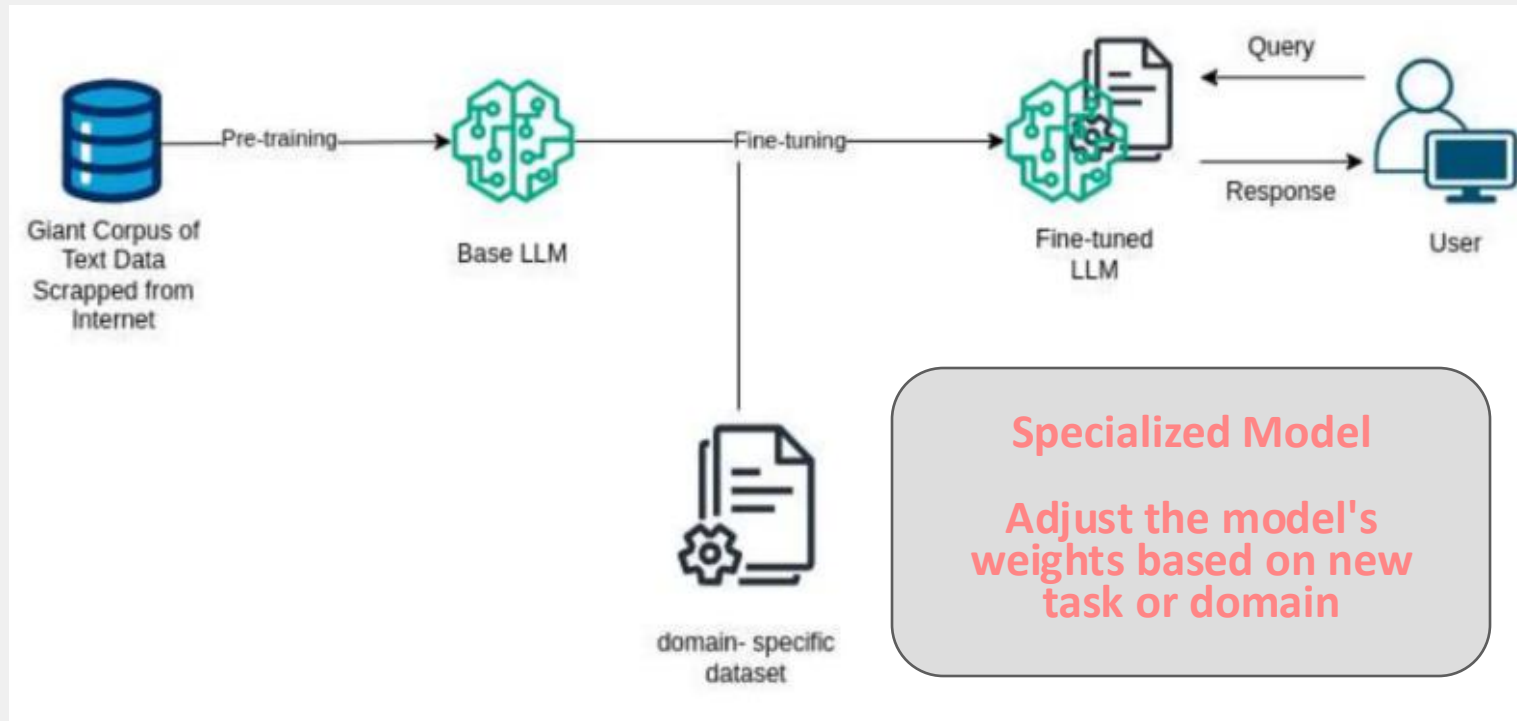 Query
Pre-training
Fine-tuning
Response
Giant Corpus of
Text Data
Scrapped from
Internet
Base LLM
Fine-tuned
LLM
User
Specialized Model
Adjust the model's
weights based on new
task or domain
domain- specific
dataset